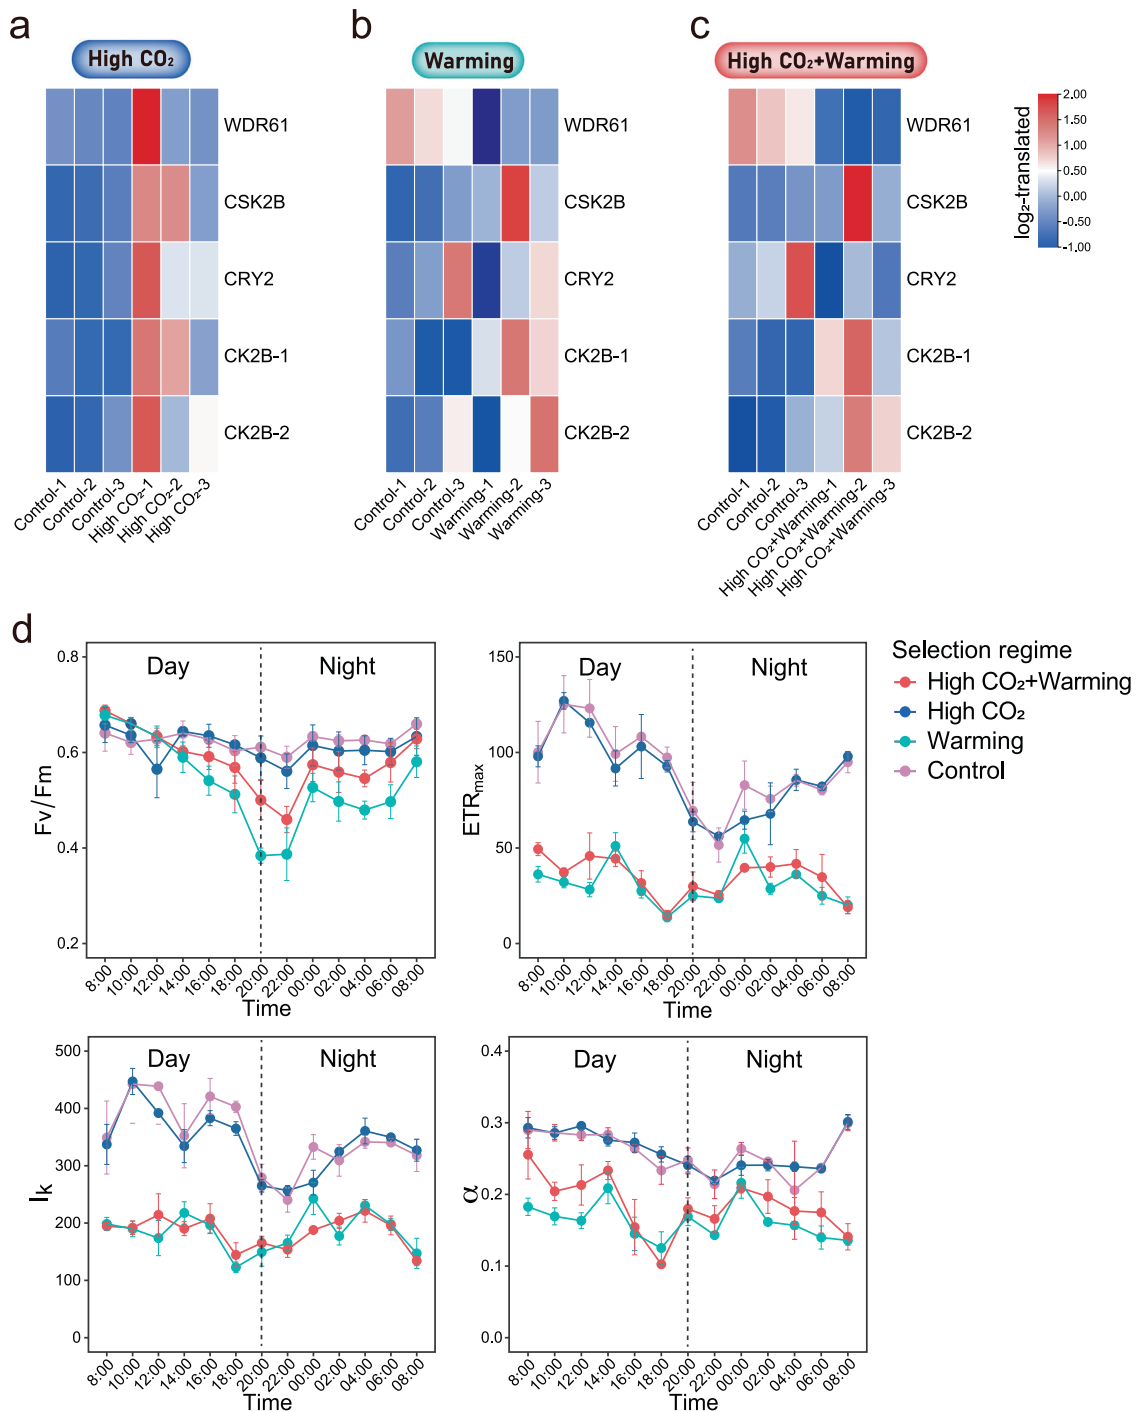 a
High CO₂
WDR61
CSK2B
CRY2
CK2B-1
CK2B-2
Control-1
Control-2
Control-3
High CO₂-1
High CO₂-2
High CO₂-3
b
Warming
WDR61
CSK2B
CRY2
CK2B-1
CK2B-2
Control-1
Control-2
Control-3
Warming-1
Warming-2
Warming-3
c
High CO₂+Warming
WDR61
CSK2B
CRY2
CK2B-1
CK2B-2
Control-1
Control-2
Control-3
High CO₂+Warming-1
High CO₂+Warming-2
High CO₂+Warming-3
log₂-translated
2.00
1.50
1.00
0.50
0.00
-0.50
-1.00
d
Day Night
Fv/Fm
0.8
0.6
0.4
0.2
8:00 10:00 12:00 14:00 16:00 18:00 20:00 22:00 00:00 02:00 04:00 06:00 08:00
Time
Day Night
ETRmax
150
100
50
0
8:00 10:00 12:00 14:00 16:00 18:00 20:00 22:00 00:00 02:00 04:00 06:00 08:00
Time
Selection regime
High CO₂+Warming
High CO₂
Warming
Control
Day Night
Ik
500
400
300
200
100
0
8:00 10:00 12:00 14:00 16:00 18:00 20:00 22:00 00:00 02:00 04:00 06:00 08:00
Time
Day Night
α
0.4
0.3
0.2
0.1
0.0
8:00 10:00 12:00 14:00 16:00 18:00 20:00 22:00 00:00 02:00 04:00 06:00 08:00
Time